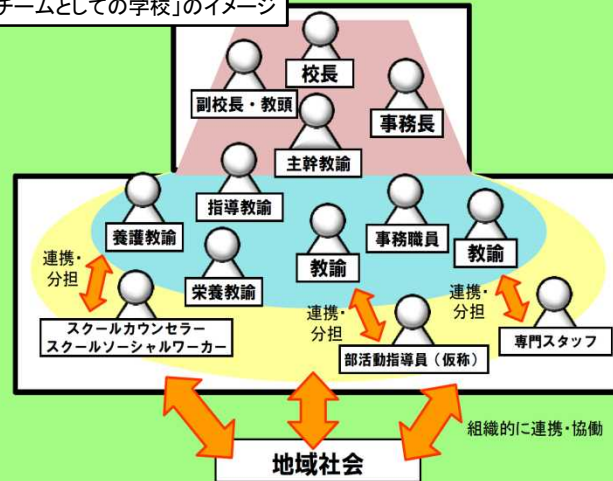 チームとしての学校」のイメージ
校長
副校長・教頭
事務長
主幹教諭
指導教諭
養護教諭
事務職員
教諭
教諭
栄養教諭
連携・
分担
連携・
分担
連携・
分担
スクールカウンセラー
スクールソーシャルワーカー
部活動指導員（仮称）
専門スタッフ
組織的に連携・協働
地域社会